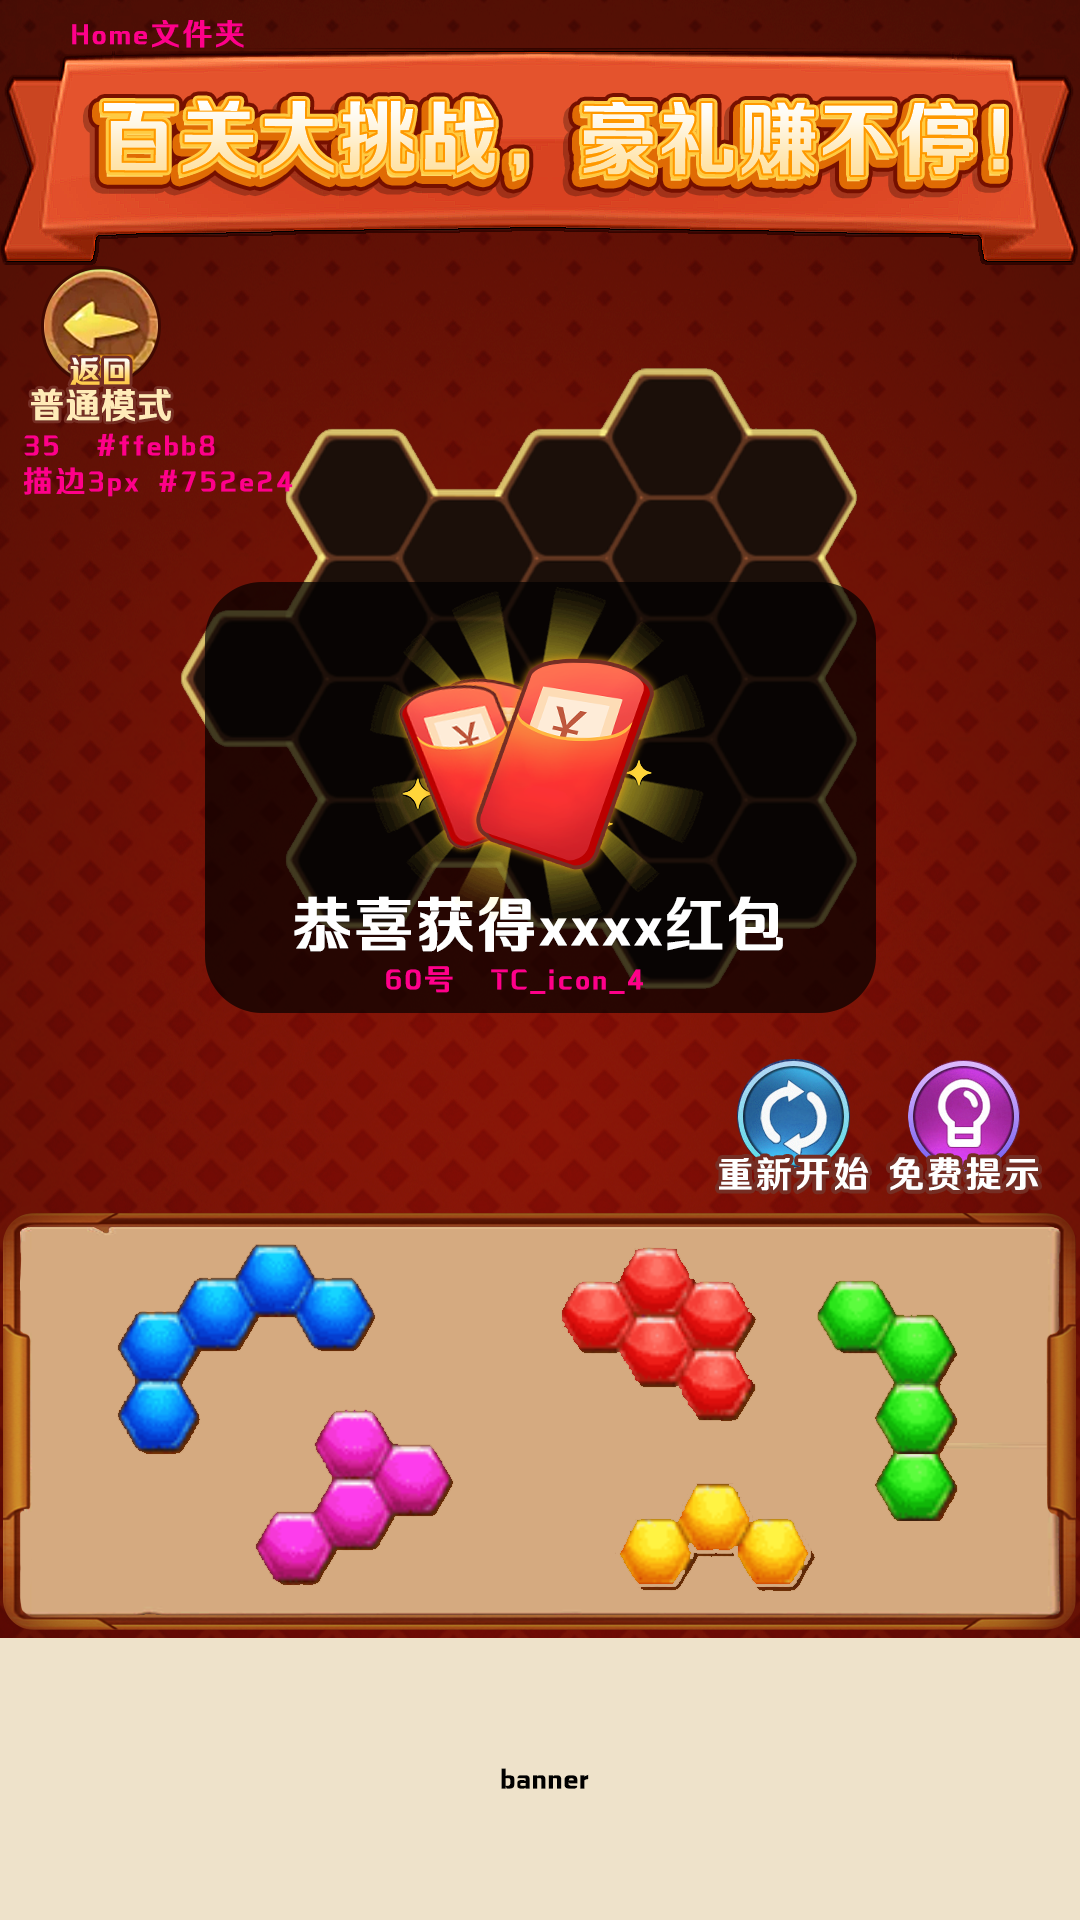 Home文件夹
百关大挑战，豪礼赚不停！
返回
普通模式
35 #ffebb8
描边3px #752e24
¥ ¥
恭喜获得xxxx红包
60号 TC_icon_4
重新开始 免费提示
banner